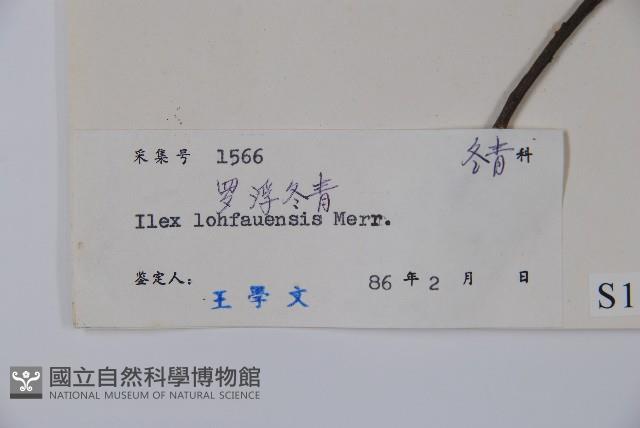 采集号 1566 冬青科
罗浮冬青
Ilex lohfauensis Merr.
鉴定人: 王學文 86年2月 日
S1
國立自然科學博物館
NATIONAL MUSEUM OF NATURAL SCIENCE